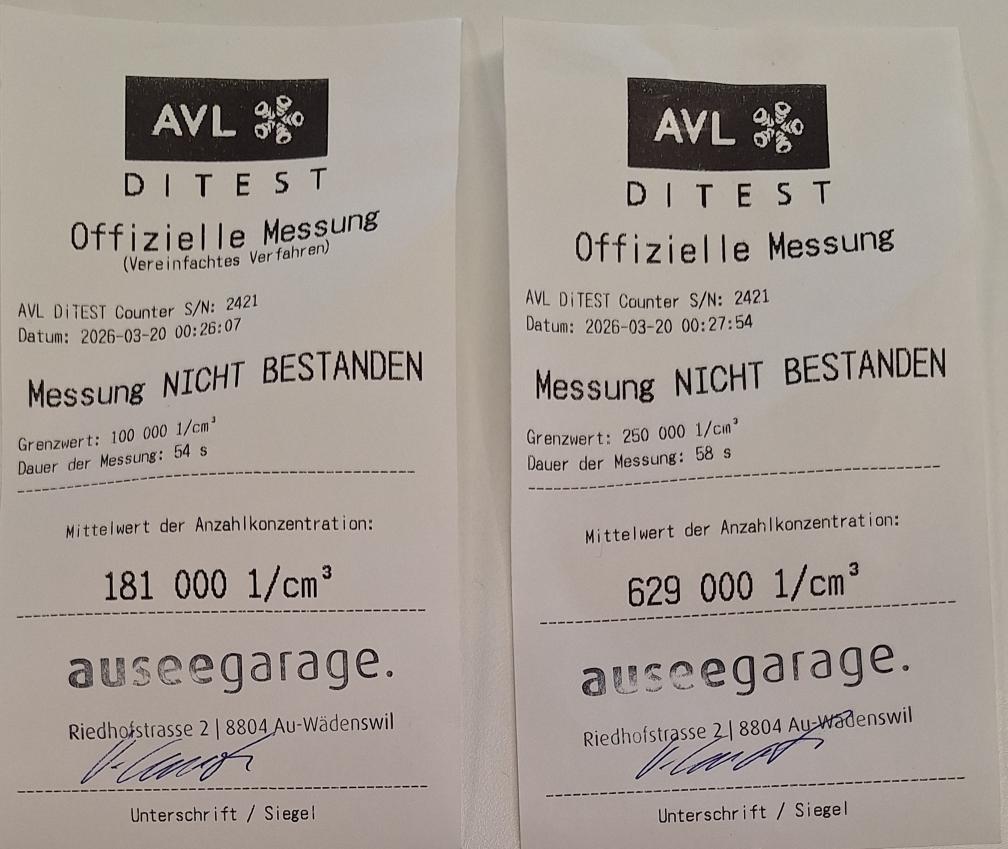 AVL
DITEST
Offizielle Messung
(Vereinfachtes Verfahren)
AVL DiTEST Counter S/N: 2421
Datum: 2026-03-20 00:26:07
Messung NICHT BESTANDEN
Grenzwert: 100 000 1/cm³
Dauer der Messung: 54 s
Mittelwert der Anzahlkonzentration:
181 000 1/cm³
auseegarage.
Riedhofstrasse 2 | 8804 Au-Wädenswil
Unterschrift / Siegel
AVL
DITEST
Offizielle Messung
AVL DiTEST Counter S/N: 2421
Datum: 2026-03-20 00:27:54
Messung NICHT BESTANDEN
Grenzwert: 250 000 1/cm³
Dauer der Messung: 58 s
Mittelwert der Anzahlkonzentration:
629 000 1/cm³
auseegarage.
Riedhofstrasse 2 | 8804 Au-Wädenswil
Unterschrift / Siegel